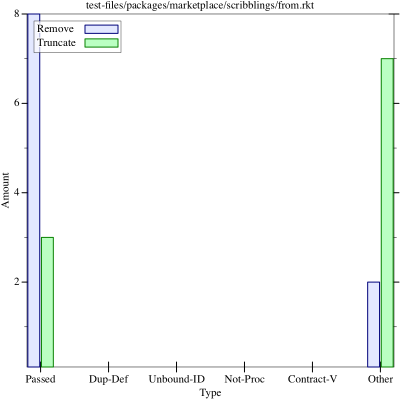 test-files/packages/marketplace/scribblings/from.rkt
8
Remove
Truncate
6
4
2
Amount
Passed Dup-Def Unbound-ID Not-Proc Contract-V Other
Type